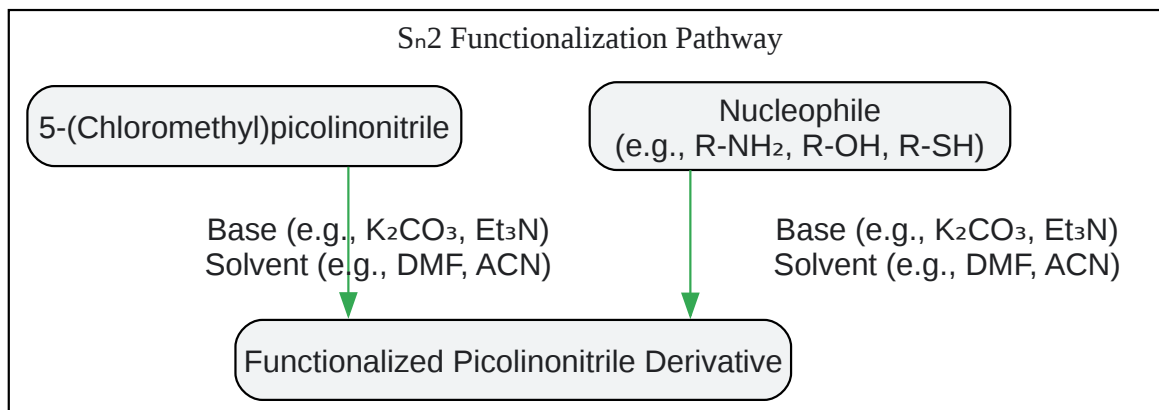 Sₙ2 Functionalization Pathway
5-(Chloromethyl)picolinonitrile
Nucleophile
(e.g., R-NH₂, R-OH, R-SH)
Base (e.g., K₂CO₃, Et₃N)
Solvent (e.g., DMF, ACN)
Base (e.g., K₂CO₃, Et₃N)
Solvent (e.g., DMF, ACN)
Functionalized Picolinonitrile Derivative